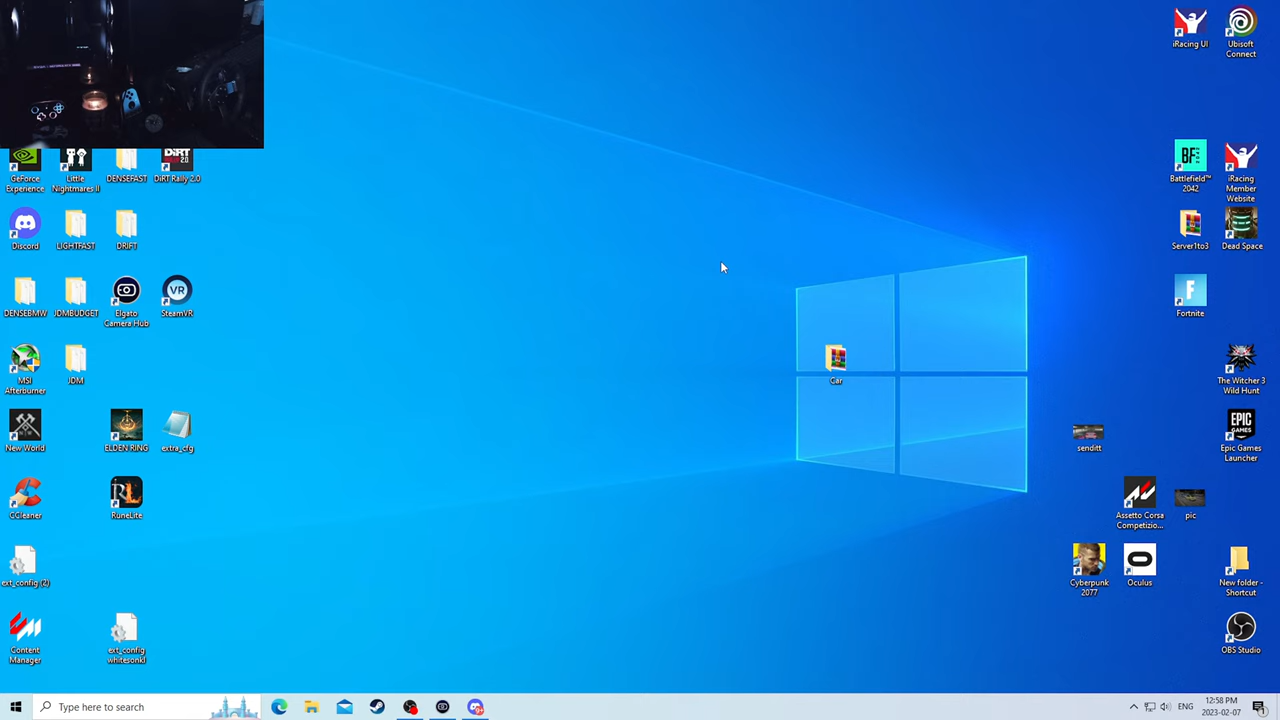 GeForce
Experience
Little
Nightmares II
DENSEFAST
DiRT Rally 2.0
Discord
LIGHTFAST
DRIFT
DENSEBMW
JDMBUDGET
Elgato
Camera Hub
SteamVR
MSI
Afterburner
JDM
New World
ELDEN RING
extra_cfg
CCleaner
RuneLite
ext_config (2)
Content
Manager
ext_config
whitesonkl
Car
iRacing UI
Ubisoft
Connect
Battlefield™
2042
iRacing
Member
Website
Server1to3
Dead Space
Fortnite
The Witcher 3
Wild Hunt
senditt
Epic Games
Launcher
Assetto Corsa
Competizio...
pic
Cyberpunk
2077
Oculus
New folder -
Shortcut
OBS Studio
Type here to search
ENG
12:58 PM
2023-02-07